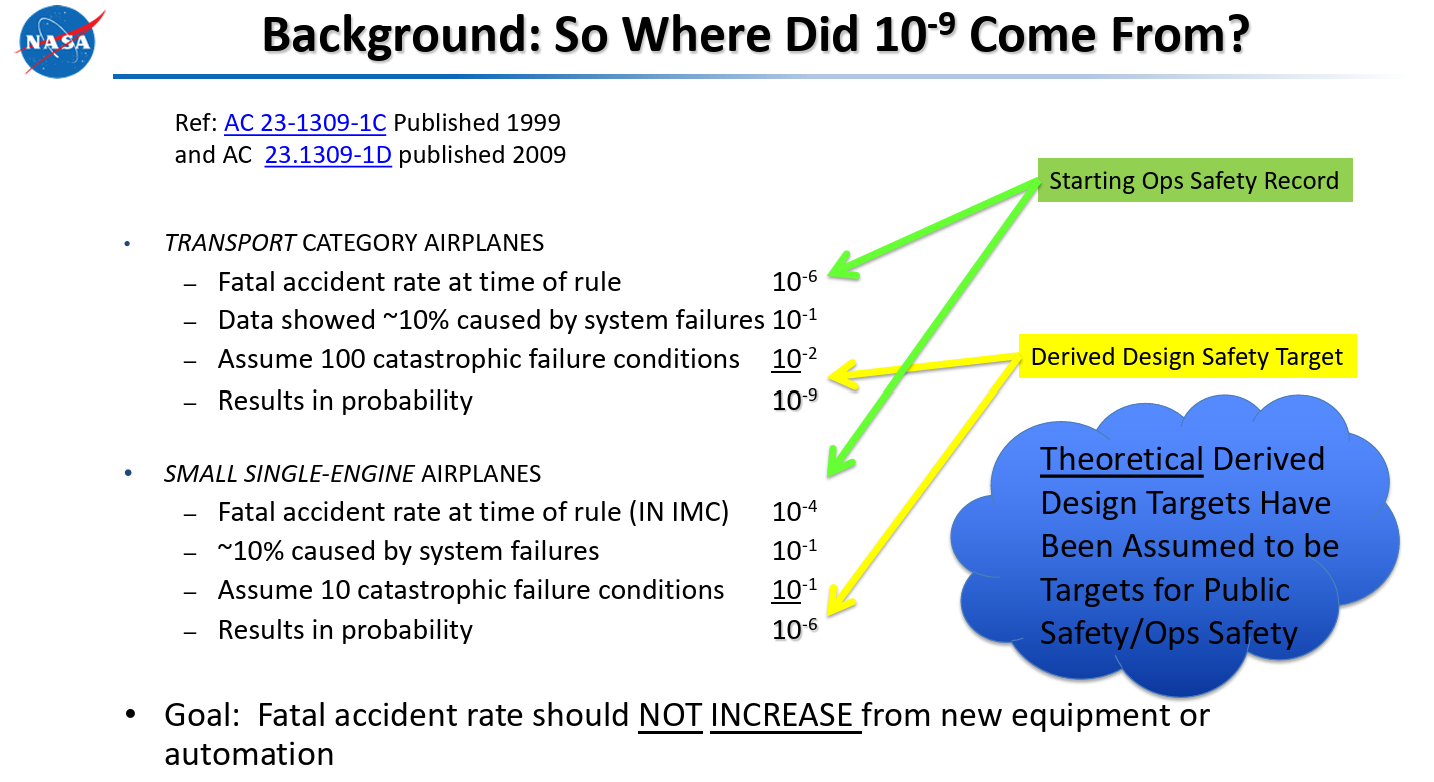 NASA
Background: So Where Did 10⁻⁹ Come From?
Ref: AC 23-1309-1C Published 1999
and AC  23.1309-1D published 2009
Starting Ops Safety Record
• TRANSPORT CATEGORY AIRPLANES
– Fatal accident rate at time of rule 10⁻⁶
– Data showed ~10% caused by system failures 10⁻¹
– Assume 100 catastrophic failure conditions 10⁻²
– Results in probability 10⁻⁹
Derived Design Safety Target
• SMALL SINGLE-ENGINE AIRPLANES
– Fatal accident rate at time of rule (IN IMC) 10⁻⁴
– ~10% caused by system failures 10⁻¹
– Assume 10 catastrophic failure conditions 10⁻¹
– Results in probability 10⁻⁶
Theoretical Derived
Design Targets Have
Been Assumed to be
Targets for Public
Safety/Ops Safety
• Goal:  Fatal accident rate should NOT INCREASE from new equipment or
automation